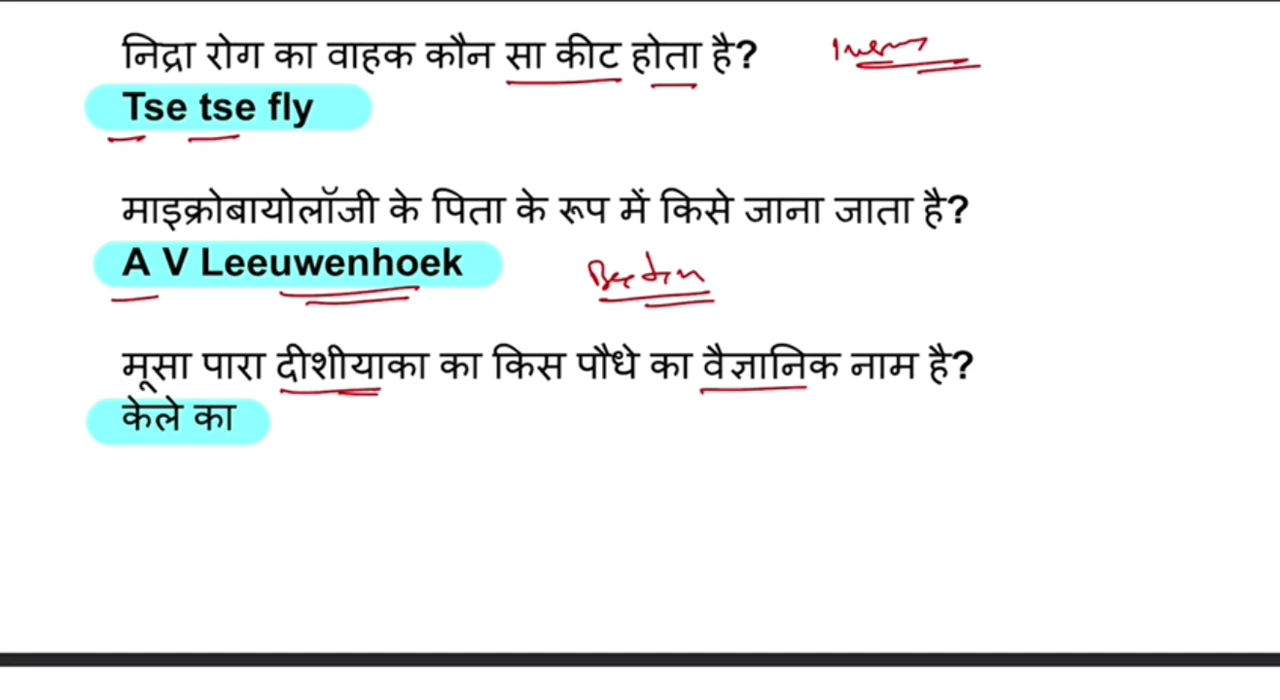 निद्रा रोग का वाहक कौन सा कीट होता है?
Tse tse fly
माइक्रोबायोलॉजी के पिता के रूप में किसे जाना जाता है?
A V Leeuwenhoek
मूसा पारा दीशीयाका का किस पौधे का वैज्ञानिक नाम है?
केले का